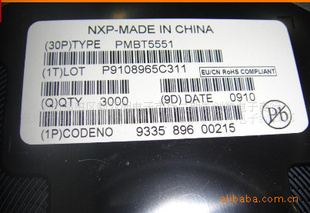 NXP-MADE IN CHINA
(30P)TYPE PMBT5551
(1T)LOT P9108965C311
EU/CN RoHS COMPLIANT
(Q)QTY 3000 (9D) DATE 0910
Pb
(1P)CODENO 9335 896 00215